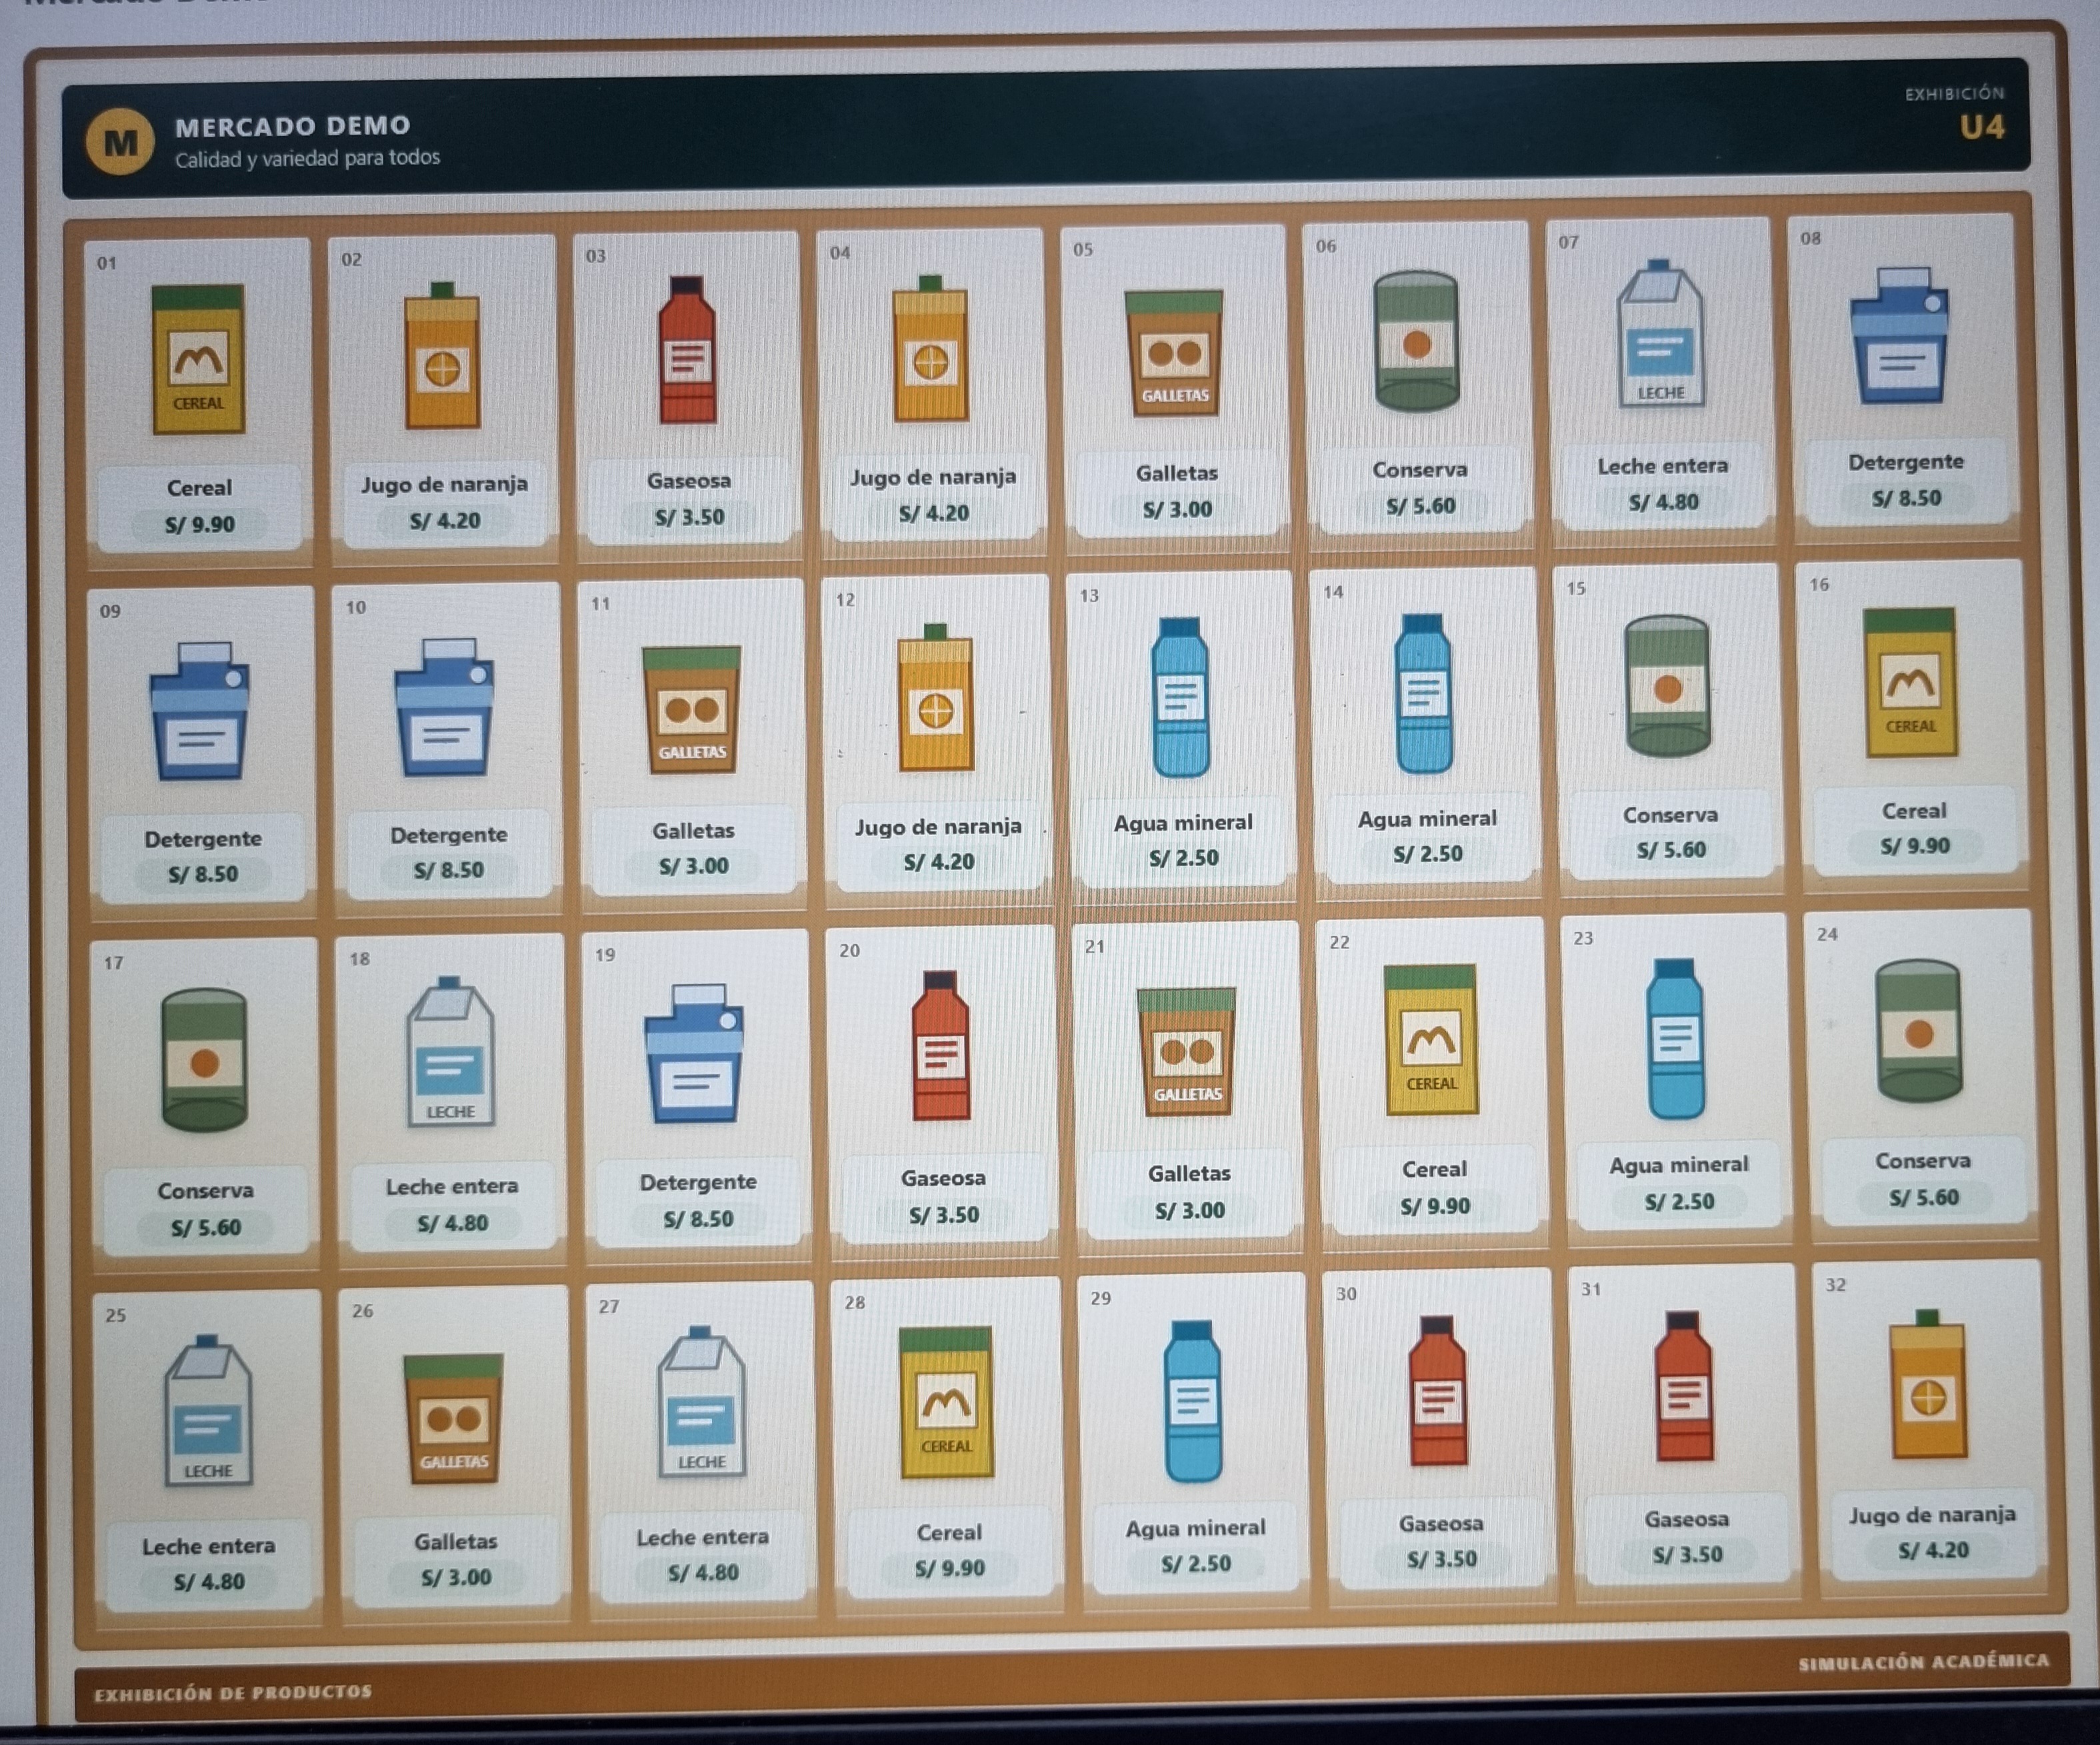 M
MERCADO DEMO
Calidad y variedad para todos
EXHIBICIÓN
U4
01
CEREAL
Cereal
S/ 9.90
02
Jugo de naranja
S/ 4.20
03
Gaseosa
S/ 3.50
04
Jugo de naranja
S/ 4.20
05
GALLETAS
Galletas
S/ 3.00
06
Conserva
S/ 5.60
07
LECHE
Leche entera
S/ 4.80
08
Detergente
S/ 8.50
09
Detergente
S/ 8.50
10
Detergente
S/ 8.50
11
GALLETAS
Galletas
S/ 3.00
12
Jugo de naranja
S/ 4.20
13
Agua mineral
S/ 2.50
14
Agua mineral
S/ 2.50
15
Conserva
S/ 5.60
16
CEREAL
Cereal
S/ 9.90
17
Conserva
S/ 5.60
18
LECHE
Leche entera
S/ 4.80
19
Detergente
S/ 8.50
20
Gaseosa
S/ 3.50
21
GALLETAS
Galletas
S/ 3.00
22
CEREAL
Cereal
S/ 9.90
23
Agua mineral
S/ 2.50
24
Conserva
S/ 5.60
25
LECHE
Leche entera
S/ 4.80
26
GALLETAS
Galletas
S/ 3.00
27
LECHE
Leche entera
S/ 4.80
28
CEREAL
Cereal
S/ 9.90
29
Agua mineral
S/ 2.50
30
Gaseosa
S/ 3.50
31
Gaseosa
S/ 3.50
32
Jugo de naranja
S/ 4.20
EXHIBICIÓN DE PRODUCTOS
SIMULACIÓN ACADÉMICA